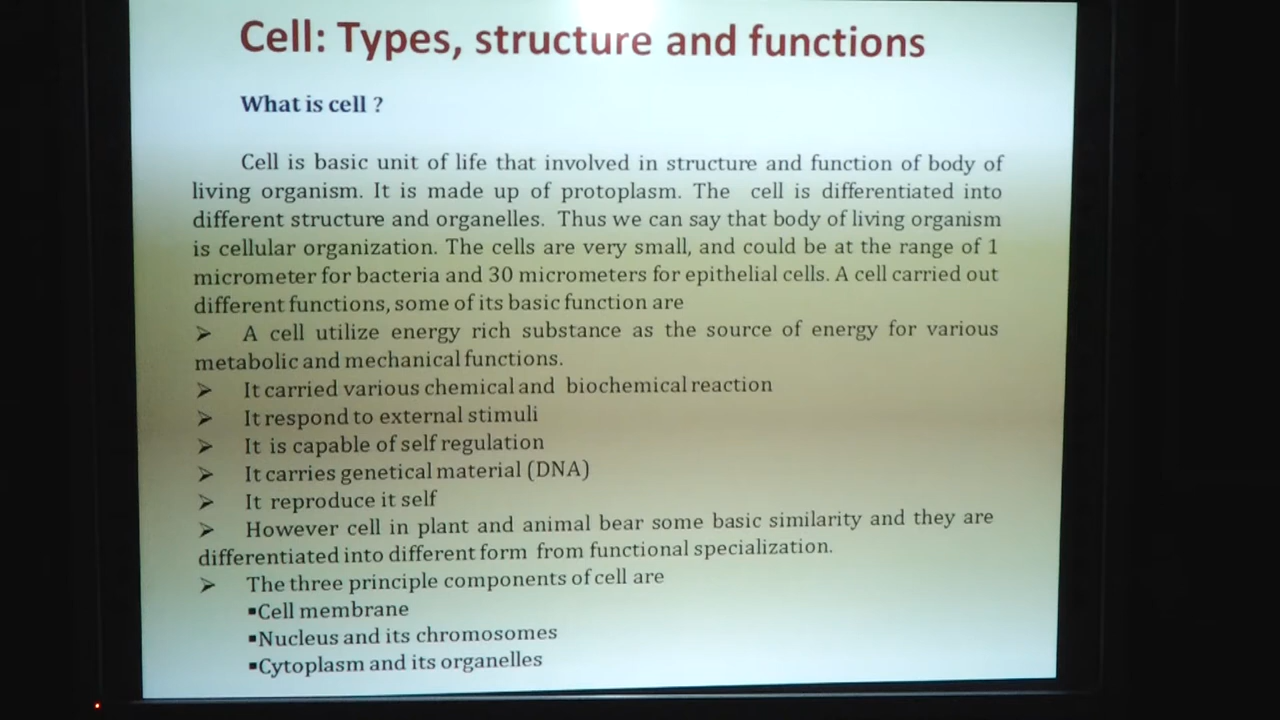 Cell: Types, structure and functions
What is cell ?
Cell is basic unit of life that involved in structure and function of body of
living organism. It is made up of protoplasm. The cell is differentiated into
different structure and organelles. Thus we can say that body of living organism
is cellular organization. The cells are very small, and could be at the range of 1
micrometer for bacteria and 30 micrometers for epithelial cells. A cell carried out
different functions, some of its basic function are
➢ A cell utilize energy rich substance as the source of energy for various
metabolic and mechanical functions.
➢ It carried various chemical and biochemical reaction
➢ It respond to external stimuli
➢ It is capable of self regulation
➢ It carries genetical material (DNA)
➢ It reproduce it self
➢ However cell in plant and animal bear some basic similarity and they are
differentiated into different form from functional specialization.
➢ The three principle components of cell are
▪Cell membrane
▪Nucleus and its chromosomes
▪Cytoplasm and its organelles